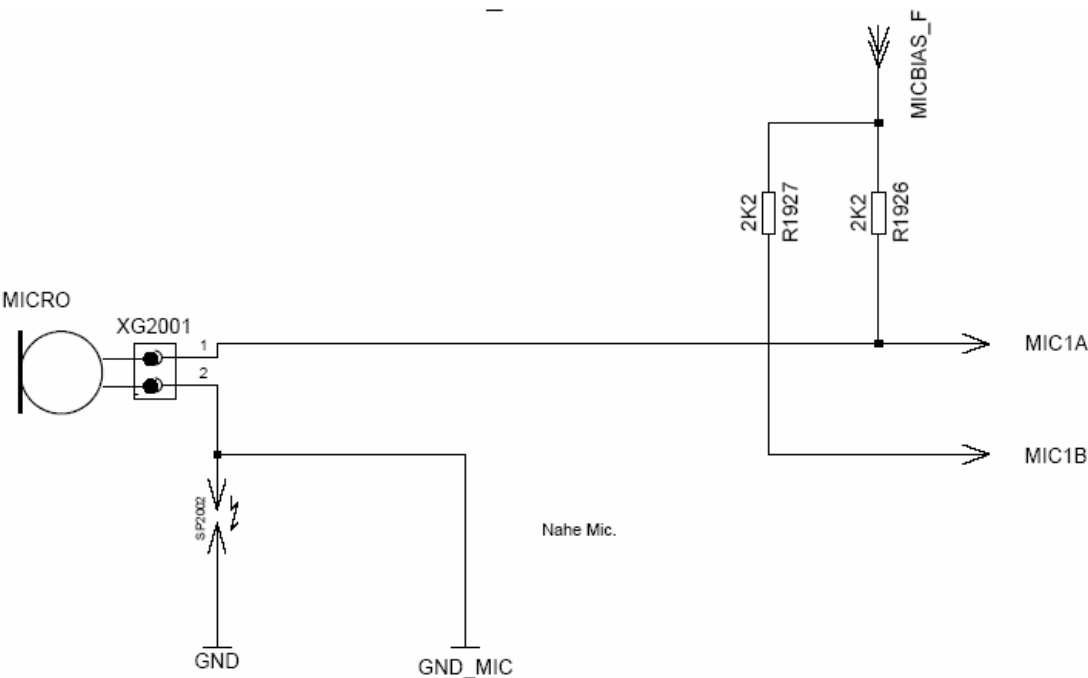 MICBIAS_F
2K2
R1927
2K2
R1926
MICRO
XG2001
1
MIC1A
2
MIC1B
SP2002
Nahe Mic.
GND
GND_MIC